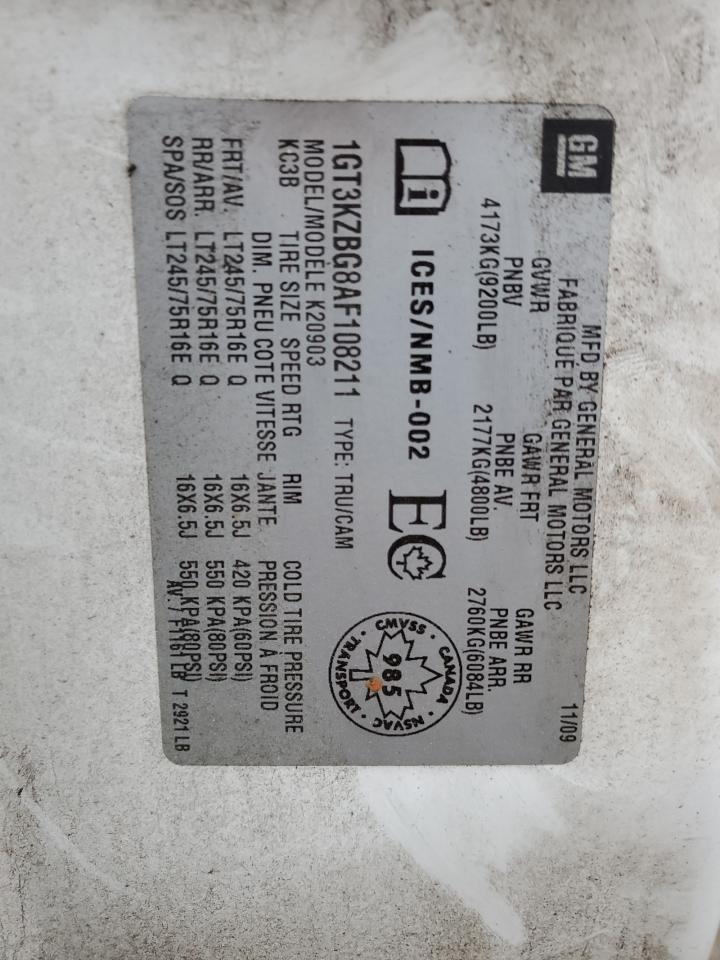 GM
MFD BY GENERAL MOTORS LLC 11/09
FABRIQUÉ PAR GENERAL MOTORS LLC
GVWR GAWR FRT GAWR RR
PNBV PNBE AV. PNBE ARR.
4173KG(9200LB) 2177KG(4800LB) 2760KG(6084LB)
i ICES/NMB-002 EC
CMVSS · CANADA · NSVAC · TRANSPORT ·
985
1GT3KZBG8AF108211 TYPE: TRU/CAM
MODEL/MODÈLE K20903
KC3B TIRE SIZE SPEED RTG RIM COLD TIRE PRESSURE
DIM. PNEU COTE VITESSE JANTE PRESSION À FROID
FRT/AV. LT245/75R16E Q 16X6.5J 420 KPA(60PSI)
RR/ARR. LT245/75R16E Q 16X6.5J 550 KPA(80PSI)
SPA/SOS LT245/75R16E Q 16X6.5J 550 KPA(80PSI)
T 2921 LB